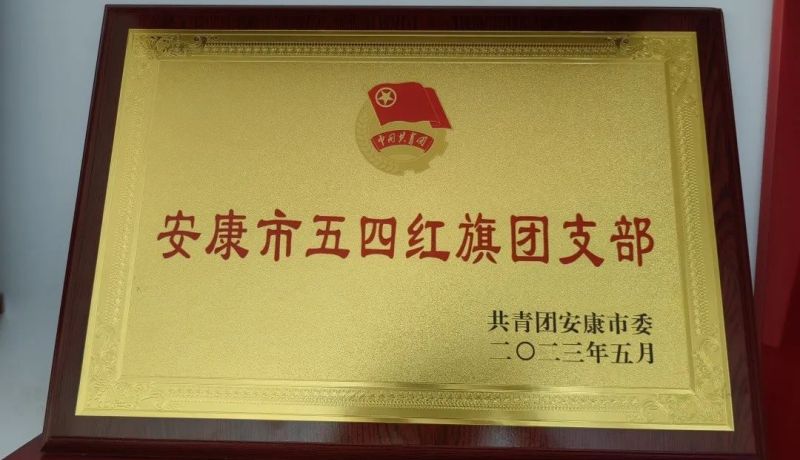 中国共青团
安康市五四红旗团支部
共青团安康市委
二〇二三年五月